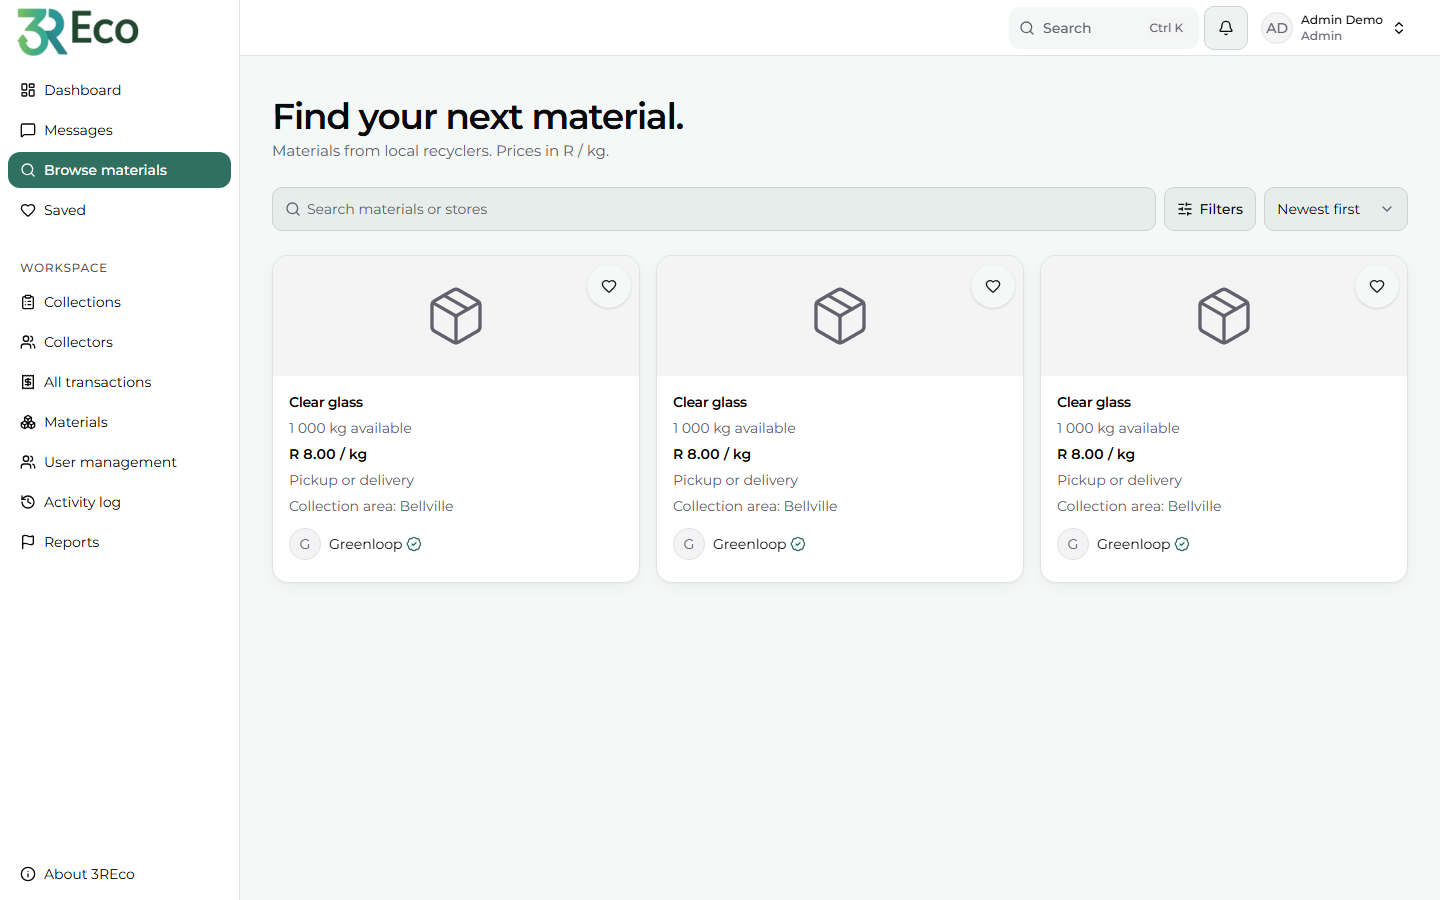 3REco
Dashboard
Messages
Browse materials
Saved
WORKSPACE
Collections
Collectors
All transactions
Materials
User management
Activity log
Reports
About 3REco
Search Ctrl K
AD
Admin Demo
Admin
Find your next material.
Materials from local recyclers. Prices in R / kg.
Search materials or stores
Filters
Newest first
Clear glass
1 000 kg available
R 8.00 / kg
Pickup or delivery
Collection area: Bellville
G Greenloop
Clear glass
1 000 kg available
R 8.00 / kg
Pickup or delivery
Collection area: Bellville
G Greenloop
Clear glass
1 000 kg available
R 8.00 / kg
Pickup or delivery
Collection area: Bellville
G Greenloop